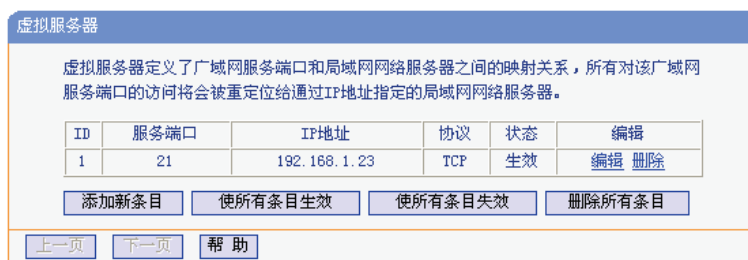 虚拟服务器
虚拟服务器定义了广域网服务端口和局域网网络服务器之间的映射关系，所有对该广域网
服务端口的访问将会被重定位给通过IP地址指定的局域网网络服务器。
ID 服务端口 IP地址 协议 状态 编辑
1 21 192.168.1.23 TCP 生效 编辑 删除
添加新条目 使所有条目生效 使所有条目失效 删除所有条目
上一页 下一页 帮 助